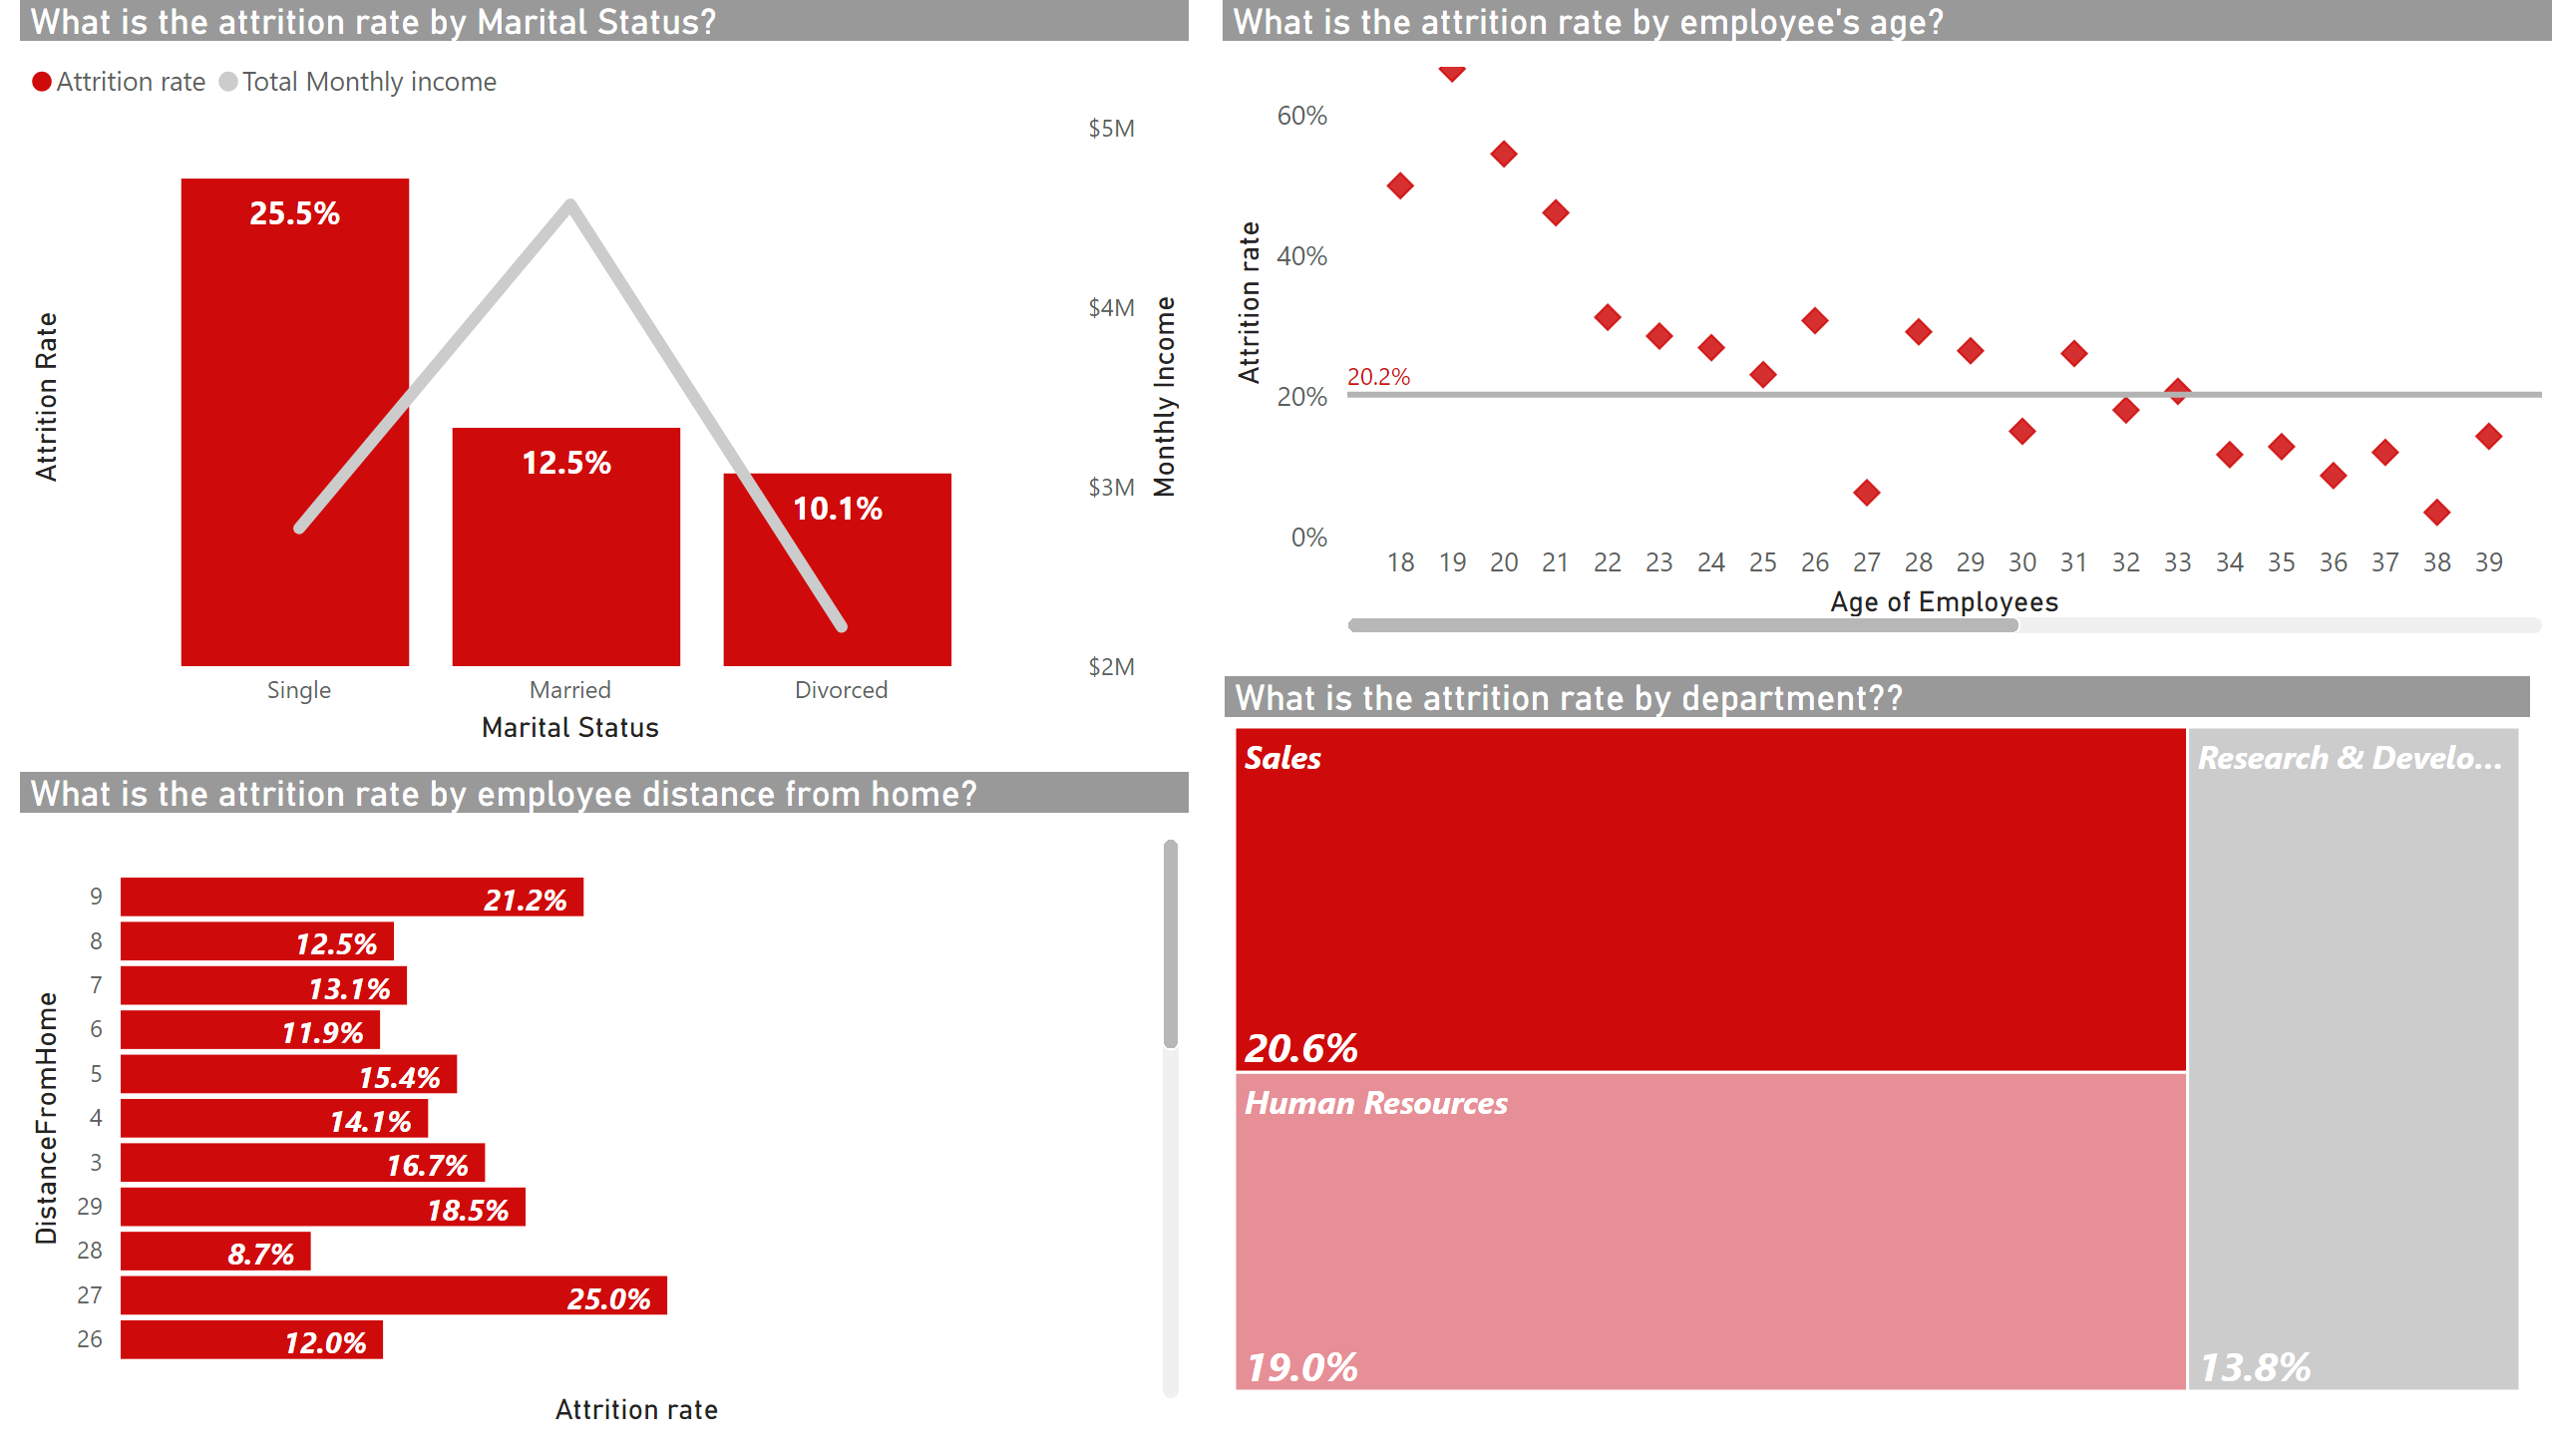 What is the attrition rate by Marital Status?
Attrition rate Total Monthly income
Attrition Rate
25.5%
12.5%
10.1%
$5M
$4M
$3M
$2M
Monthly Income
Single Married Divorced
Marital Status
What is the attrition rate by employee's age?
Attrition rate
60%
40%
20%
0%
20.2%
18 19 20 21 22 23 24 25 26 27 28 29 30 31 32 33 34 35 36 37 38 39
Age of Employees
What is the attrition rate by employee distance from home?
DistanceFromHome
9 21.2%
8 12.5%
7 13.1%
6 11.9%
5 15.4%
4 14.1%
3 16.7%
29 18.5%
28 8.7%
27 25.0%
26 12.0%
Attrition rate
What is the attrition rate by department??
Sales
20.6%
Human Resources
19.0%
Research & Develo...
13.8%